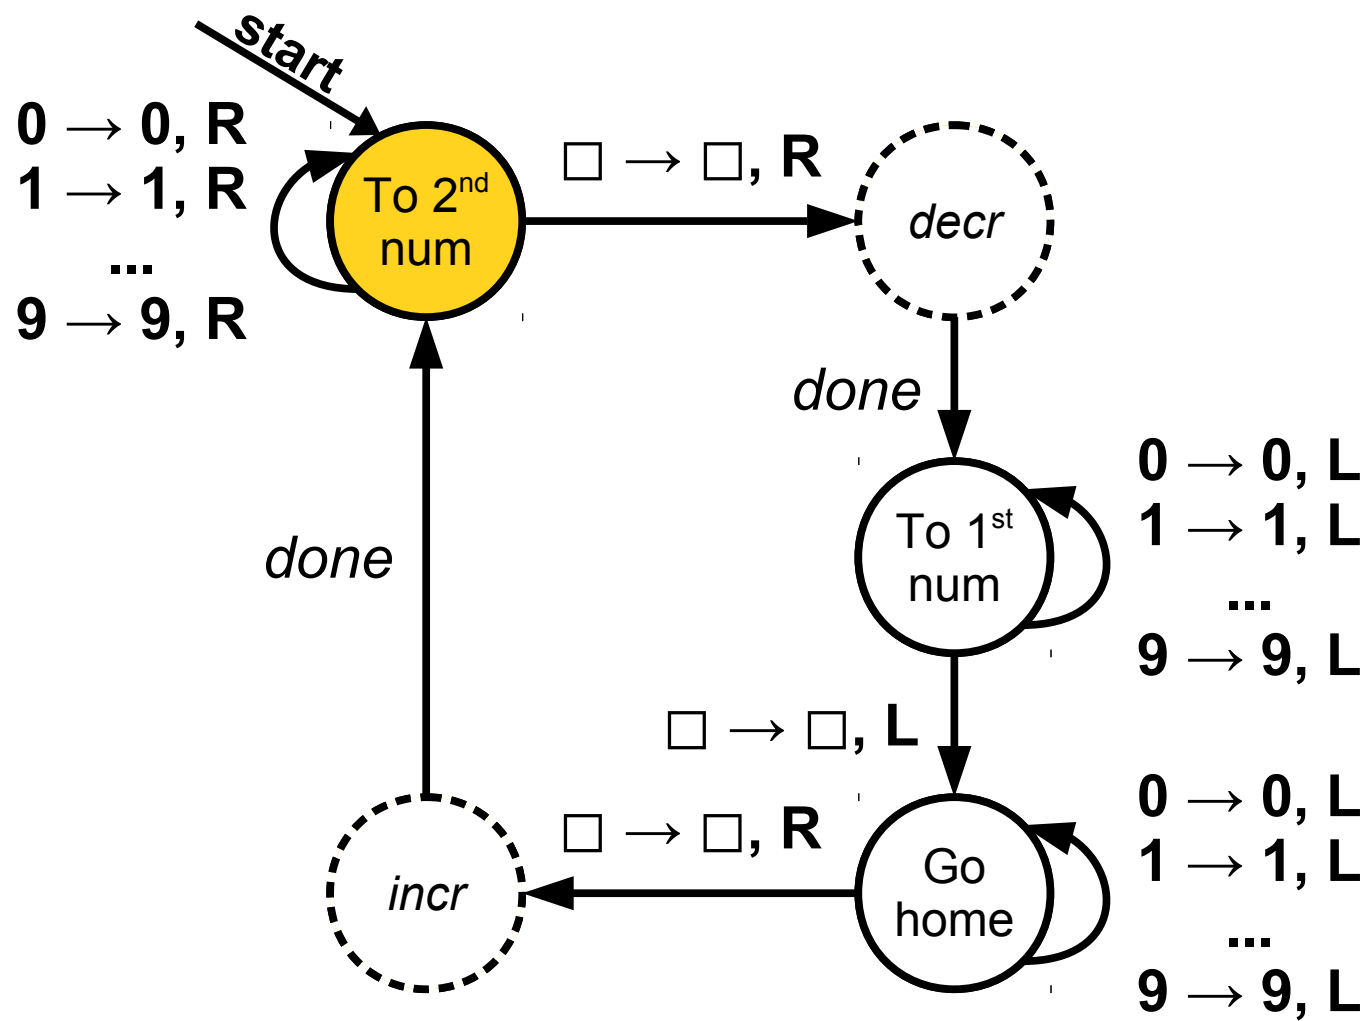 start
0 → 0, R
1 → 1, R
...
9 → 9, R
To 2nd
num
□ → □, R
decr
done
To 1st
num
0 → 0, L
1 → 1, L
...
9 → 9, L
□ → □, L
Go
home
0 → 0, L
1 → 1, L
...
9 → 9, L
□ → □, R
incr
done